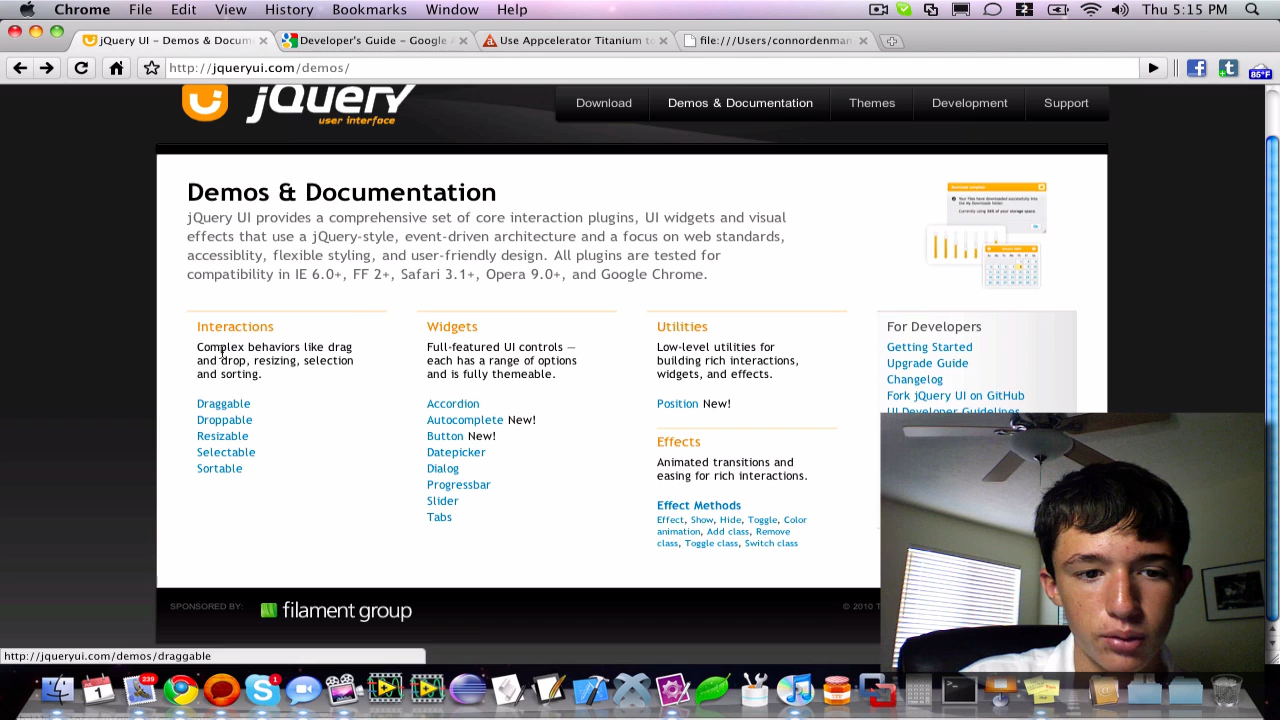 Chrome File Edit View History Bookmarks Window Help Thu 5:15 PM
jQuery UI – Demos & Docum Developer's Guide – Google Use Appcelerator Titanium to file:///Users/connordenman
http://jqueryui.com/demos/
85°F
jQuery
user interface
Download Demos & Documentation Themes Development Support
Demos & Documentation
jQuery UI provides a comprehensive set of core interaction plugins, UI widgets and visual
effects that use a jQuery-style, event-driven architecture and a focus on web standards,
accessiblity, flexible styling, and user-friendly design. All plugins are tested for
compatibility in IE 6.0+, FF 2+, Safari 3.1+, Opera 9.0+, and Google Chrome.
Interactions
Complex behaviors like drag
and drop, resizing, selection
and sorting.
Draggable
Droppable
Resizable
Selectable
Sortable
Widgets
Full-featured UI controls —
each has a range of options
and is fully themeable.
Accordion
Autocomplete New!
Button New!
Datepicker
Dialog
Progressbar
Slider
Tabs
Utilities
Low-level utilities for
building rich interactions,
widgets, and effects.
Position New!
Effects
Animated transitions and
easing for rich interactions.
Effect Methods
Effect, Show, Hide, Toggle, Color
animation, Add class, Remove
class, Toggle class, Switch class
For Developers
Getting Started
Upgrade Guide
Changelog
Fork jQuery UI on GitHub
UI Developer Guidelines
SPONSORED BY: filament group © 2010 T
http://jqueryui.com/demos/draggable
1
239
1